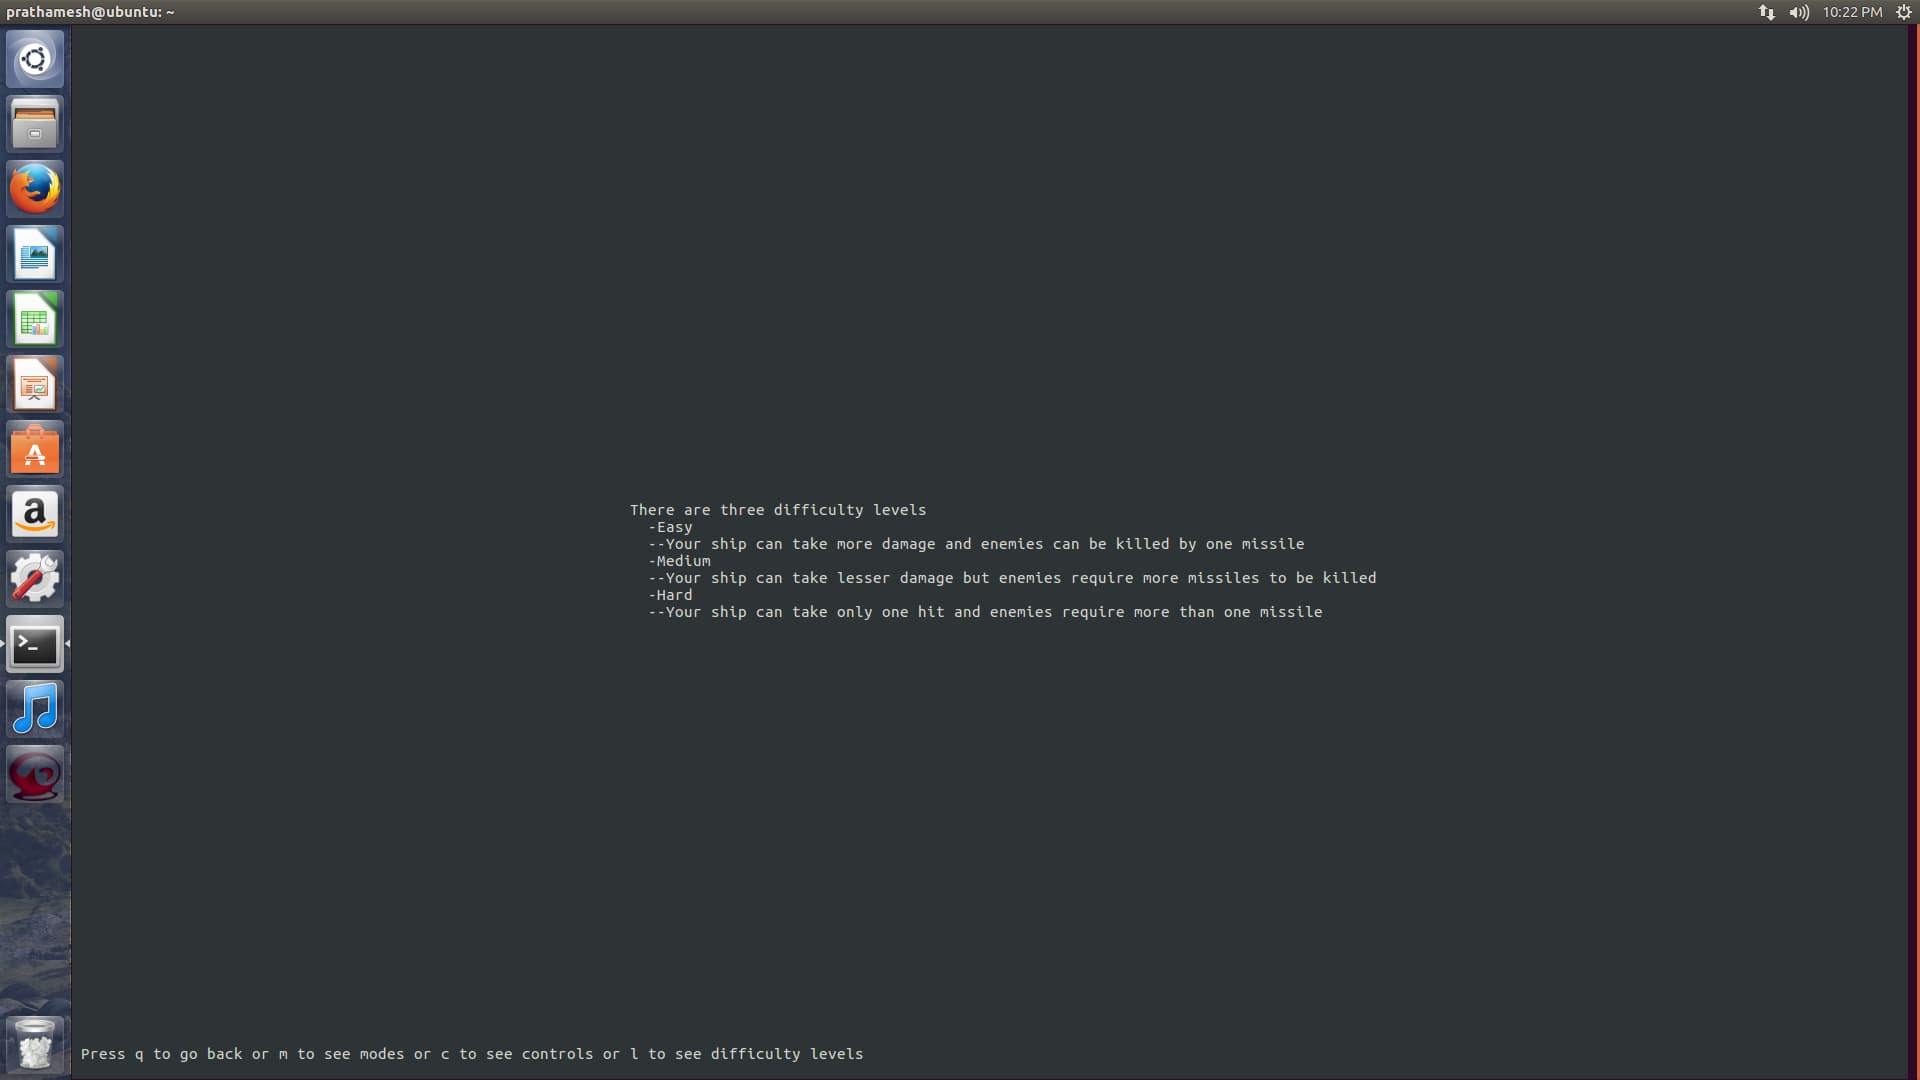 prathamesh@ubuntu: ~
10:22 PM
There are three difficulty levels
-Easy
--Your ship can take more damage and enemies can be killed by one missile
-Medium
--Your ship can take lesser damage but enemies require more missiles to be killed
-Hard
--Your ship can take only one hit and enemies require more than one missile
Press q to go back or m to see modes or c to see controls or l to see difficulty levels